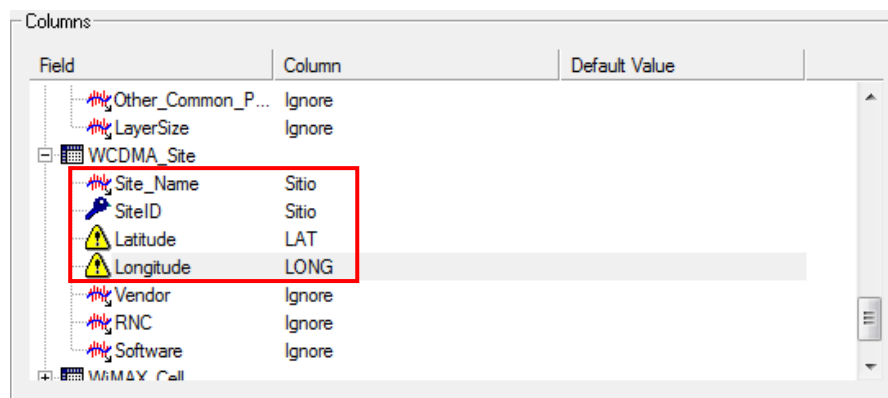 Columns
Field Column Default Value
Other_Common_P... Ignore
LayerSize Ignore
WCDMA_Site
Site_Name Sitio
SiteID Sitio
Latitude LAT
Longitude LONG
Vendor Ignore
RNC Ignore
Software Ignore
WiMAX_Cell